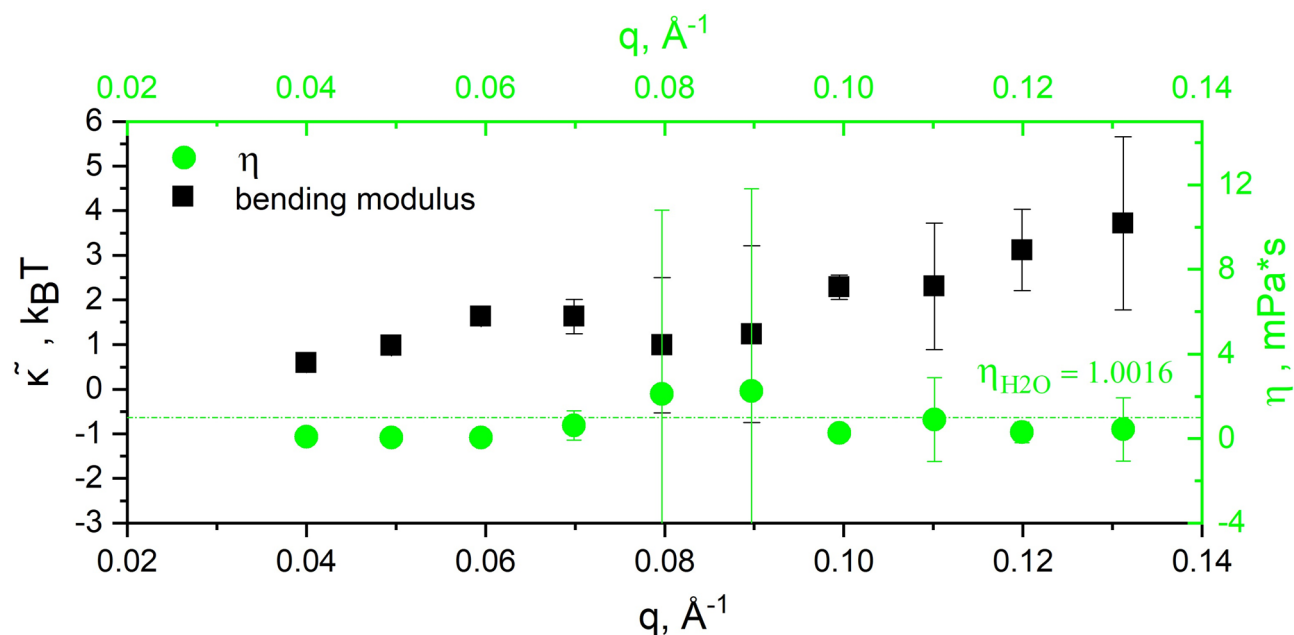 q, Å⁻¹
0.02 0.04 0.06 0.08 0.10 0.12 0.14
6
5
4
3
2
1
0
-1
-2
-3
κ̃ , k_BT
η
bending modulus
η_H2O = 1.0016
12
8
4
0
-4
η , mPa*s
0.02 0.04 0.06 0.08 0.10 0.12 0.14
q, Å⁻¹